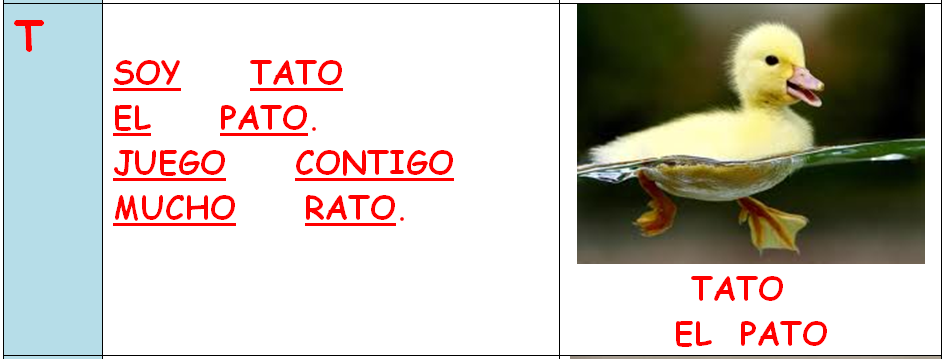 T
SOY TATO
EL PATO.
JUEGO CONTIGO
MUCHO RATO.
TATO
EL PATO